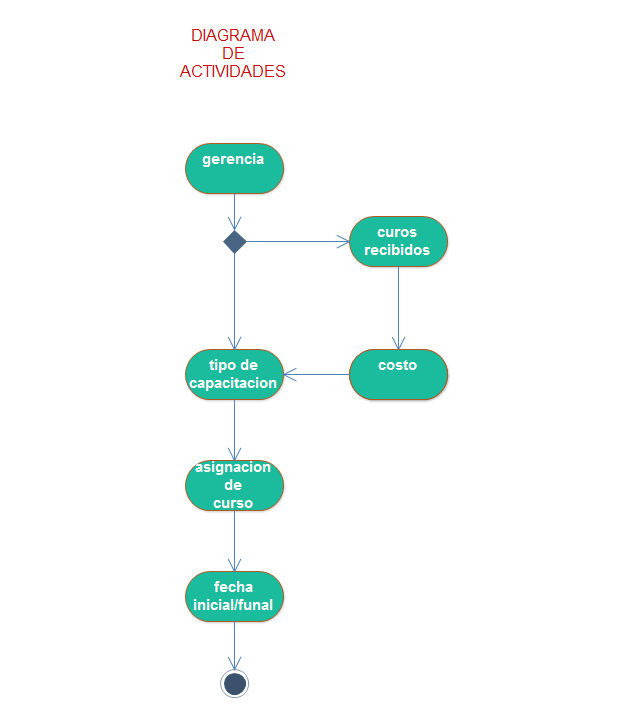 DIAGRAMA
DE
ACTIVIDADES
gerencia
curos
recibidos
tipo de
capacitacion
costo
asignacion
de
curso
fecha
inicial/funal